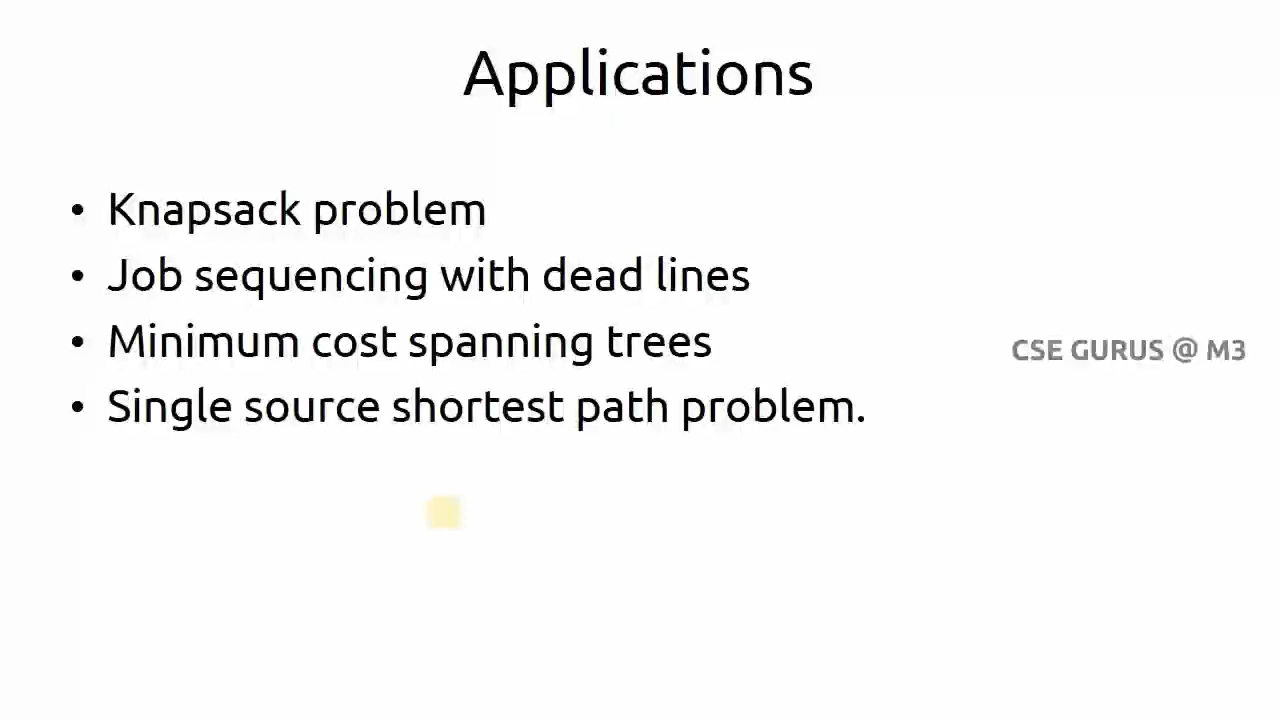 Applications
• Knapsack problem
• Job sequencing with dead lines
• Minimum cost spanning trees
CSE GURUS @ M3
• Single source shortest path problem.